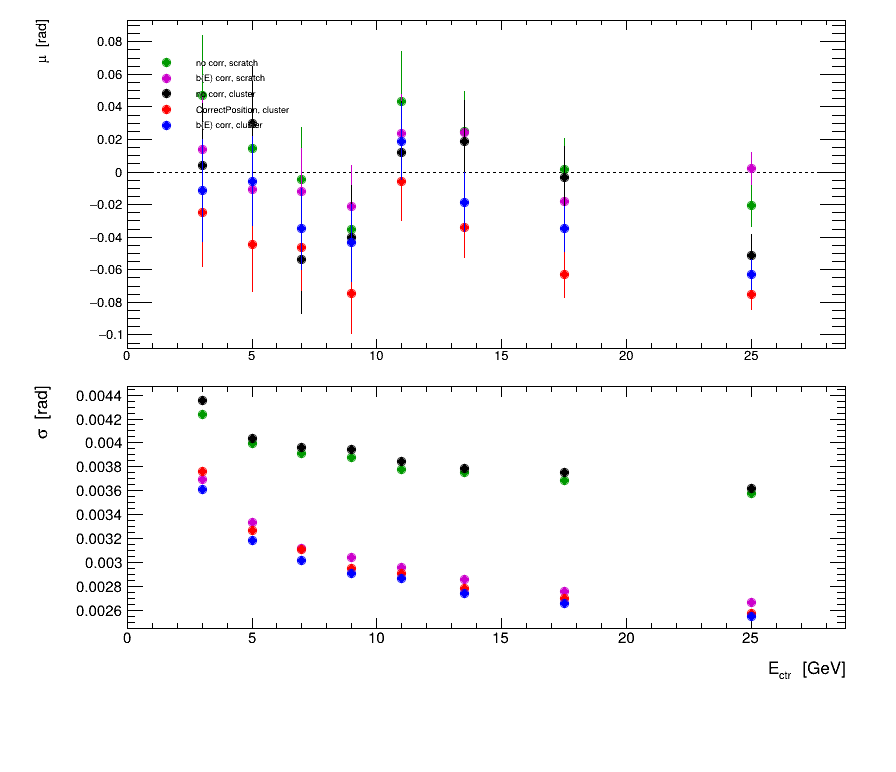 μ [rad]
0.08
0.06
0.04
0.02
0
−0.02
−0.04
−0.06
−0.08
−0.1
no corr, scratch
b(E) corr, scratch
no corr, cluster
CorrectPosition, cluster
b(E) corr, cluster
0 5 10 15 20 25
σ [rad]
0.0044
0.0042
0.004
0.0038
0.0036
0.0034
0.0032
0.003
0.0028
0.0026
0 5 10 15 20 25
E_ctr [GeV]